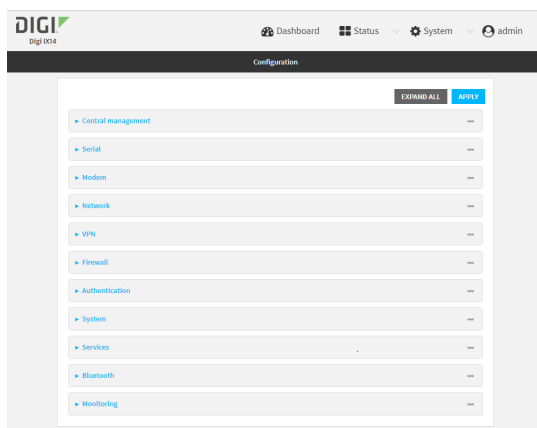 DIGI
Digi IX14
Dashboard Status System admin
Configuration
EXPAND ALL APPLY
Central management
Serial
Modem
Network
VPN
Firewall
Authentication
System
Services
Bluetooth
Monitoring